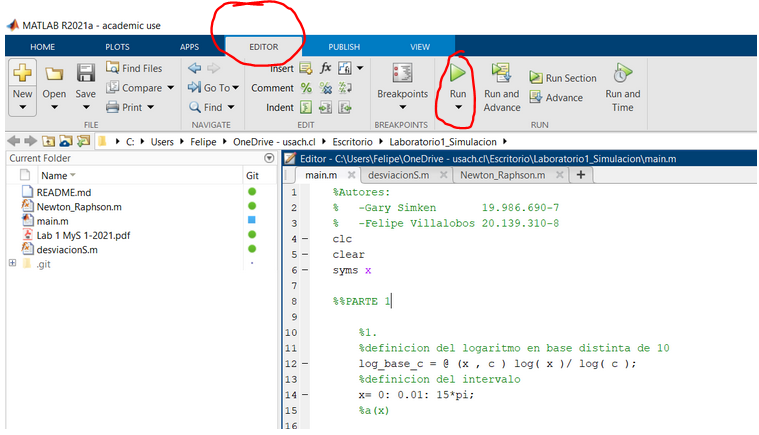 MATLAB R2021a - academic use
HOME PLOTS APPS EDITOR PUBLISH VIEW
New Open Save Find Files Compare Print
Go To Find
Insert fx
Comment
Indent
Breakpoints
Run
Run and Advance
Run Section
Advance
Run and Time
FILE NAVIGATE EDIT BREAKPOINTS RUN
C: Users Felipe OneDrive - usach.cl Escritorio Laboratorio1_Simulacion
Current Folder
Name Git
README.md
Newton_Raphson.m
main.m
Lab 1 MyS 1-2021.pdf
desviacionS.m
.git
Editor - C:\Users\Felipe\OneDrive - usach.cl\Escritorio\Laboratorio1_Simulacion\main.m
main.m desviacionS.m Newton_Raphson.m
1 %Autores:
2 % -Gary Simken 19.986.690-7
3 % -Felipe Villalobos 20.139.310-8
4 clc
5 clear
6 syms x
7
8 %%PARTE 1
9
10 %1.
11 %definicion del logaritmo en base distinta de 10
12 log_base_c = @ (x , c ) log( x )/ log( c );
13 %definicion del intervalo
14 x= 0: 0.01: 15*pi;
15 %a(x)
16